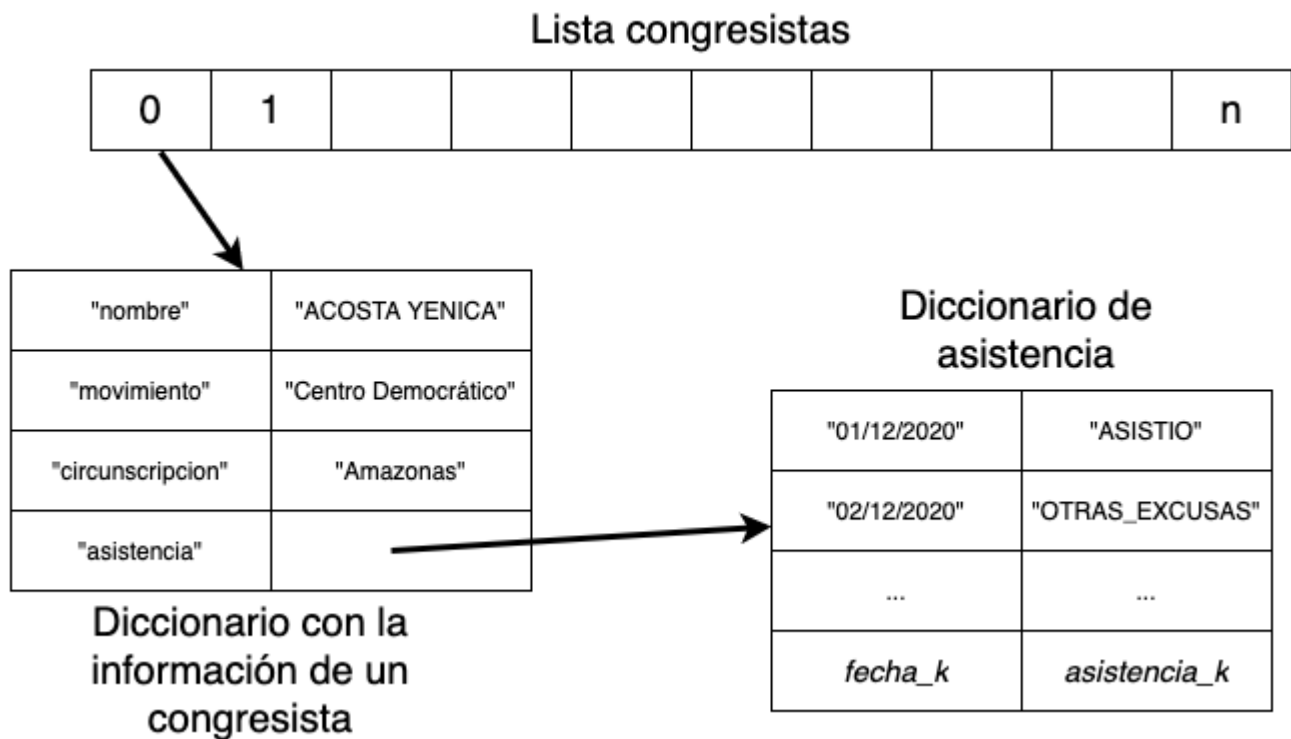 Lista congresistas
0 1 n
"nombre" "ACOSTA YENICA"
"movimiento" "Centro Democrático"
"circunscripcion" "Amazonas"
"asistencia"
Diccionario con la
información de un
congresista
Diccionario de
asistencia
"01/12/2020" "ASISTIO"
"02/12/2020" "OTRAS_EXCUSAS"
... ...
fecha_k asistencia_k